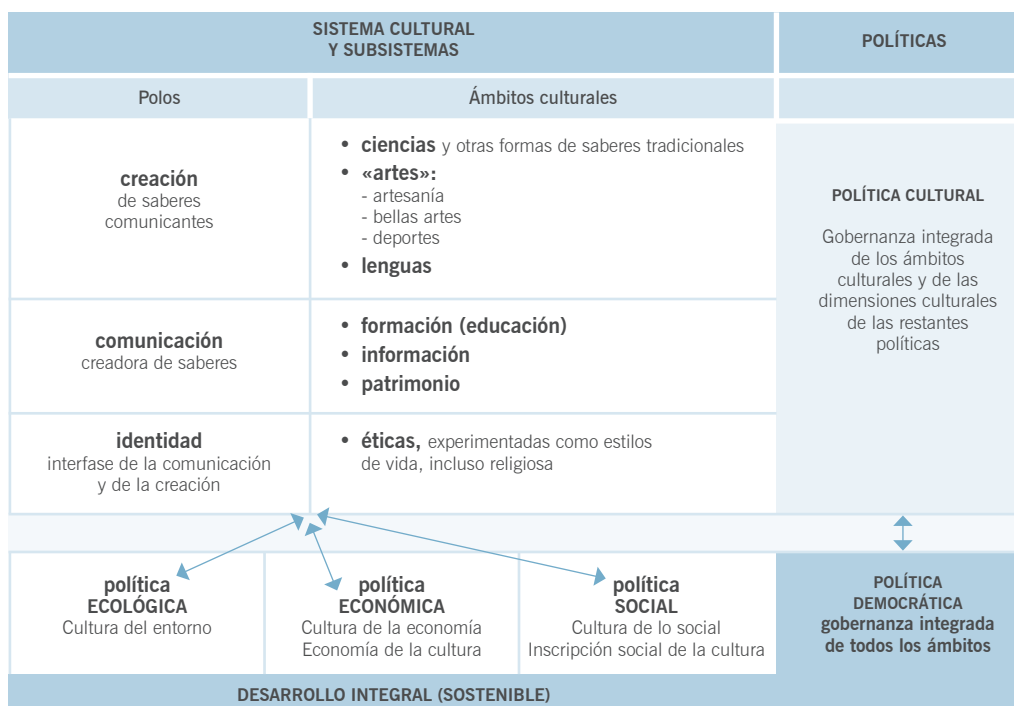 SISTEMA CULTURAL
Y SUBSISTEMAS
POLÍTICAS
Polos
Ámbitos culturales
creación
de saberes
comunicantes
• ciencias y otras formas de saberes tradicionales
• «artes»:
- artesanía
- bellas artes
- deportes
• lenguas
POLÍTICA CULTURAL
Gobernanza integrada
de los ámbitos
culturales y de las
dimensiones culturales
de las restantes
políticas
comunicación
creadora de saberes
• formación (educación)
• información
• patrimonio
identidad
interfase de la comunicación
y de la creación
• éticas, experimentadas como estilos
de vida, incluso religiosa
política
ECOLÓGICA
Cultura del entorno
política
ECONÓMICA
Cultura de la economía
Economía de la cultura
política
SOCIAL
Cultura de lo social
Inscripción social de la cultura
POLÍTICA
DEMOCRÁTICA
gobernanza integrada
de todos los ámbitos
DESARROLLO INTEGRAL (SOSTENIBLE)